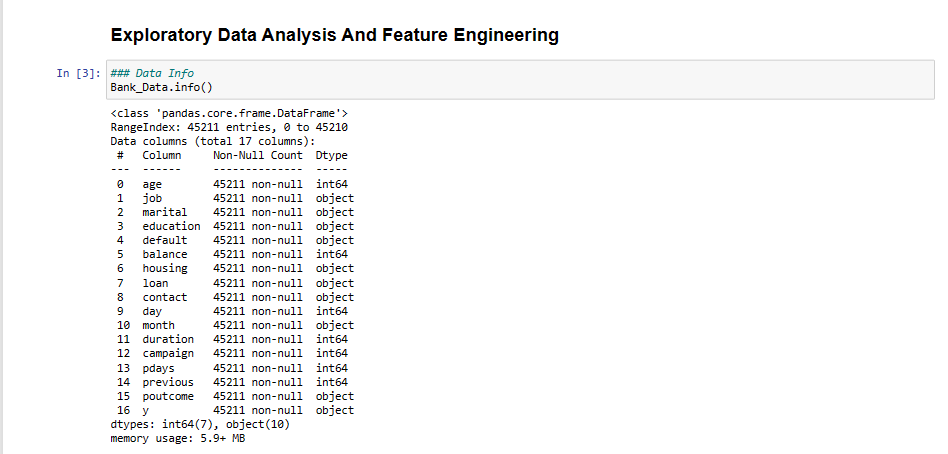 Exploratory Data Analysis And Feature Engineering
In [3]: ### Data Info
Bank_Data.info()
<class 'pandas.core.frame.DataFrame'>
RangeIndex: 45211 entries, 0 to 45210
Data columns (total 17 columns):
 #   Column     Non-Null Count  Dtype
---  ------     --------------  -----
 0   age        45211 non-null  int64
 1   job        45211 non-null  object
 2   marital    45211 non-null  object
 3   education  45211 non-null  object
 4   default    45211 non-null  object
 5   balance    45211 non-null  int64
 6   housing    45211 non-null  object
 7   loan       45211 non-null  object
 8   contact    45211 non-null  object
 9   day        45211 non-null  int64
 10  month      45211 non-null  object
 11  duration   45211 non-null  int64
 12  campaign   45211 non-null  int64
 13  pdays      45211 non-null  int64
 14  previous   45211 non-null  int64
 15  poutcome   45211 non-null  object
 16  y          45211 non-null  object
dtypes: int64(7), object(10)
memory usage: 5.9+ MB